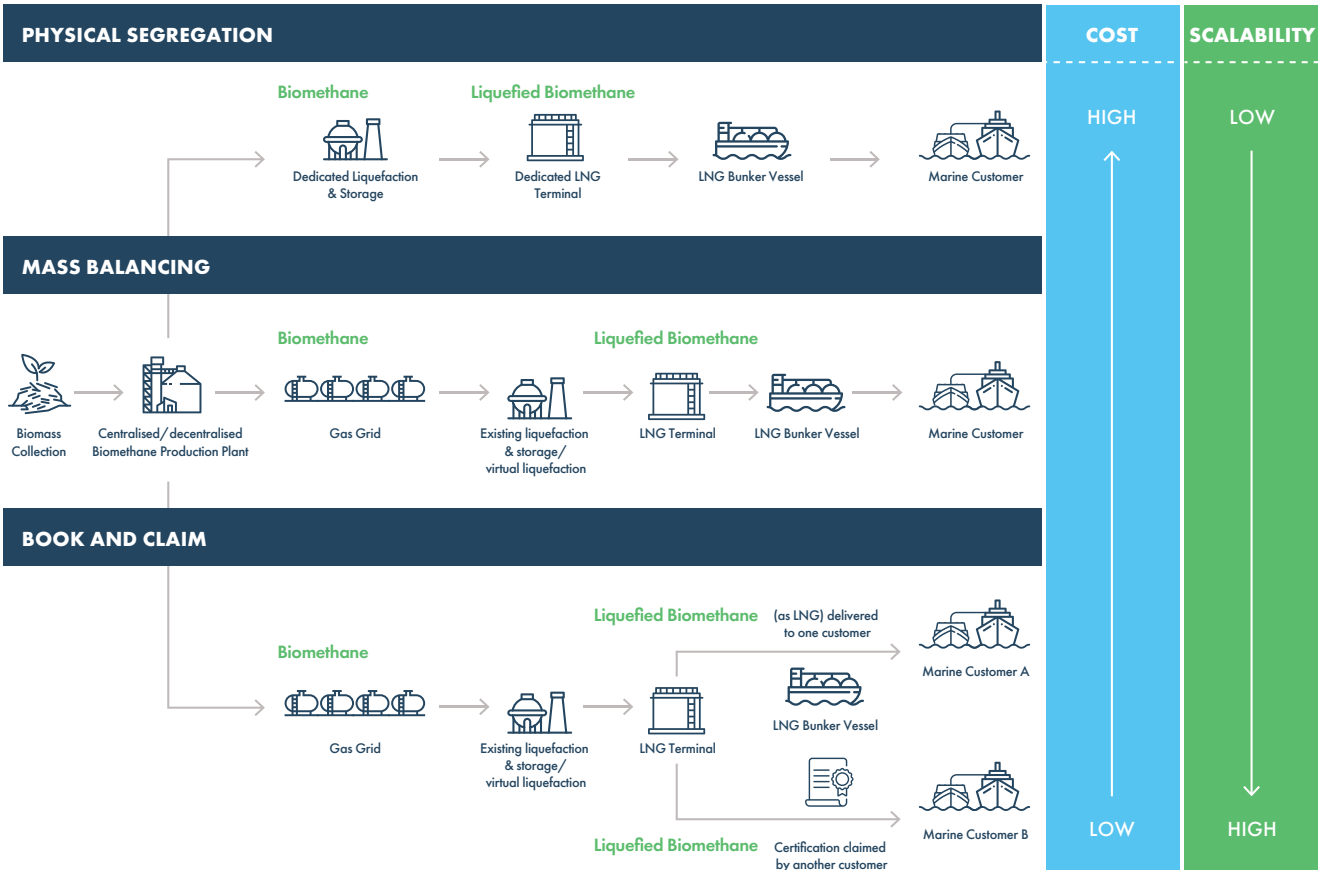 PHYSICAL SEGREGATION
COST
SCALABILITY
HIGH
LOW
Biomethane
Liquefied Biomethane
Dedicated Liquefaction
& Storage
Dedicated LNG
Terminal
LNG Bunker Vessel
Marine Customer
MASS BALANCING
Biomethane
Liquefied Biomethane
Biomass
Collection
Centralised/decentralised
Biomethane Production Plant
Gas Grid
Existing liquefaction
& storage/
virtual liquefaction
LNG Terminal
LNG Bunker Vessel
Marine Customer
BOOK AND CLAIM
Liquefied Biomethane
(as LNG) delivered
to one customer
Biomethane
Marine Customer A
LNG Bunker Vessel
Gas Grid
Existing liquefaction
& storage/
virtual liquefaction
LNG Terminal
Marine Customer B
Liquefied Biomethane
Certification claimed
by another customer
LOW
HIGH